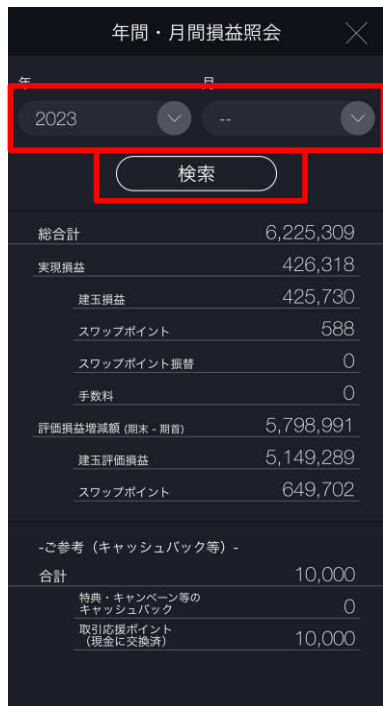 年間・月間損益照会
年 月
2023 --
検索
総合計 6,225,309
実現損益 426,318
建玉損益 425,730
スワップポイント 588
スワップポイント振替 0
手数料 0
評価損益増減額 (期末 - 期首) 5,798,991
建玉評価損益 5,149,289
スワップポイント 649,702
-ご参考（キャッシュバック等）-
合計 10,000
特典・キャンペーン等の
キャッシュバック 0
取引応援ポイント
（現金に交換済） 10,000